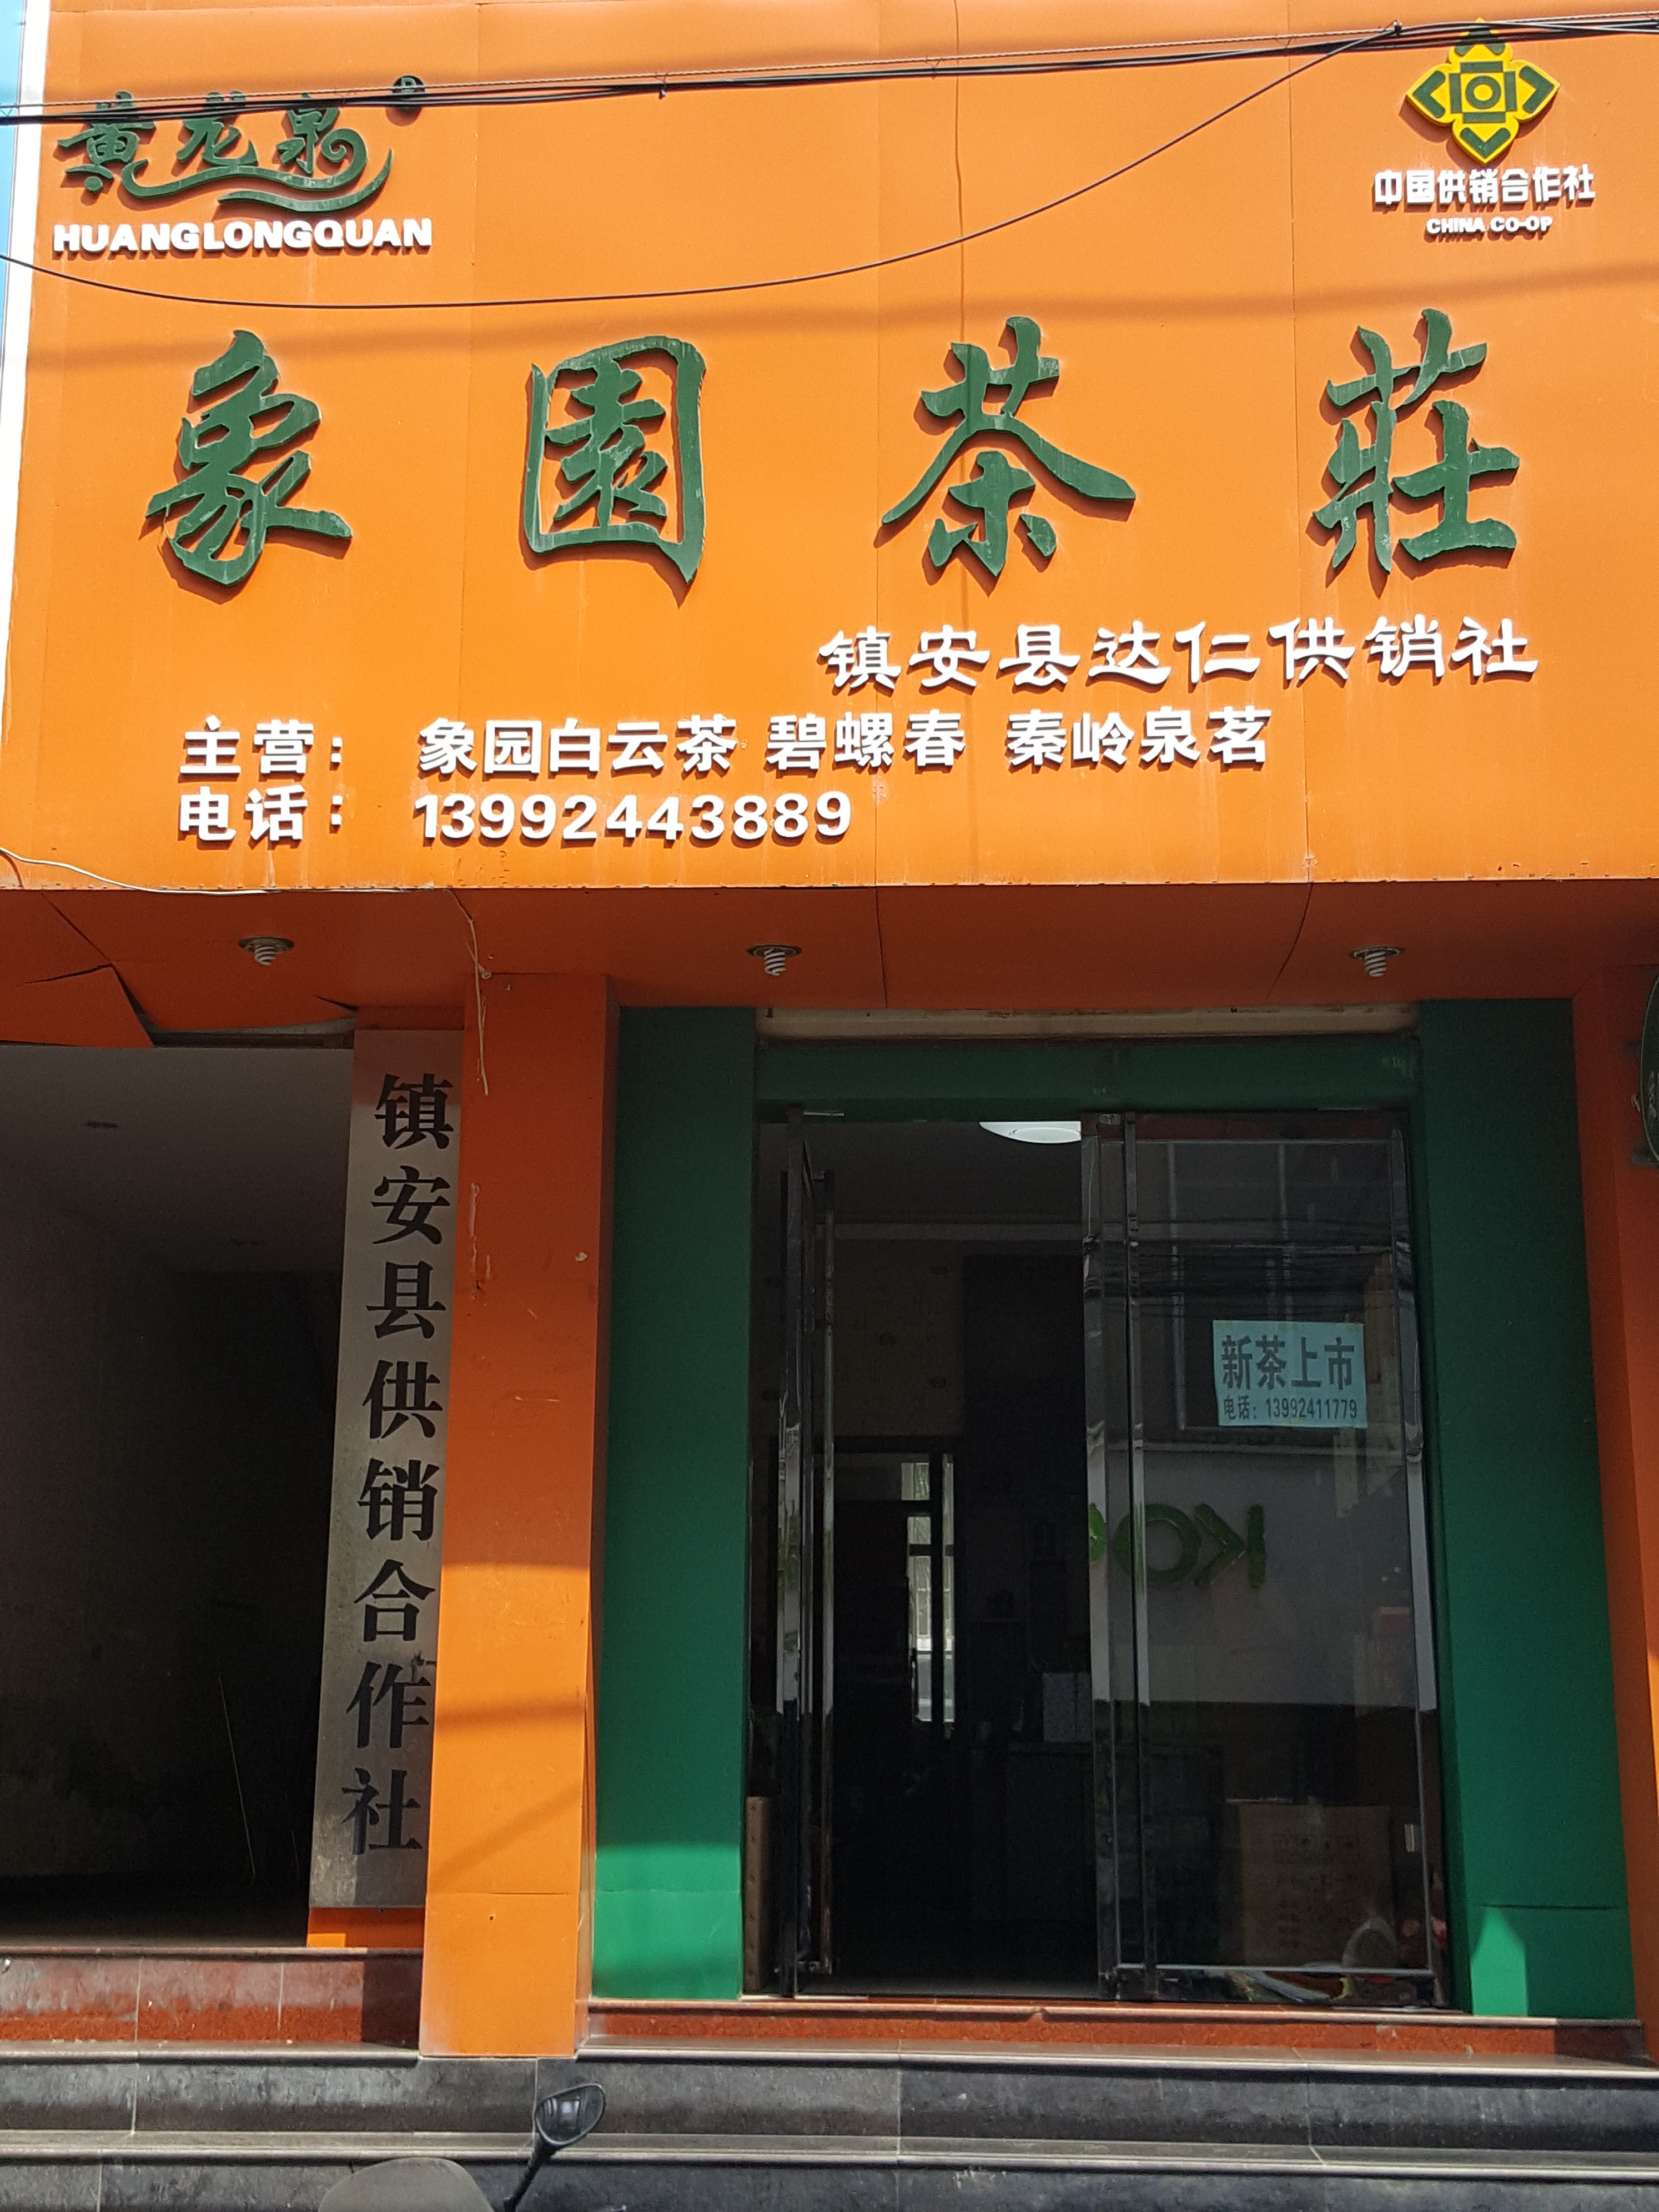 黄龙泉®
HUANGLONGQUAN
中国供销合作社
CHINA CO-OP
象園茶莊
镇安县达仁供销社
主营： 象园白云茶 碧螺春 秦岭泉茗
电话： 13992443889
镇安县供销合作社
新茶上市
电话：13992411779